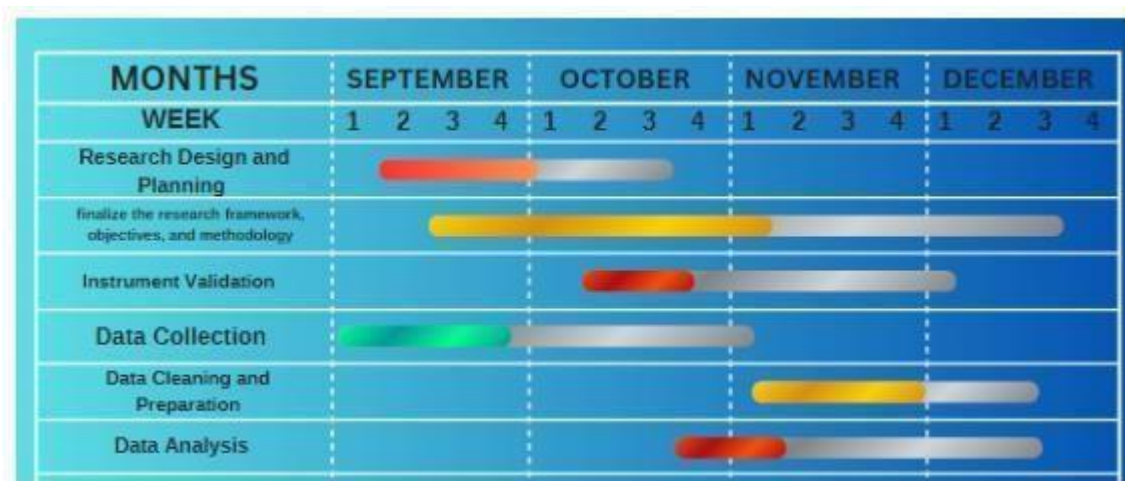 MONTHS SEPTEMBER OCTOBER NOVEMBER DECEMBER
WEEK 1 2 3 4 1 2 3 4 1 2 3 4 1 2 3 4
Research Design and
Planning
finalize the research framework,
objectives, and methodology
Instrument Validation
Data Collection
Data Cleaning and
Preparation
Data Analysis